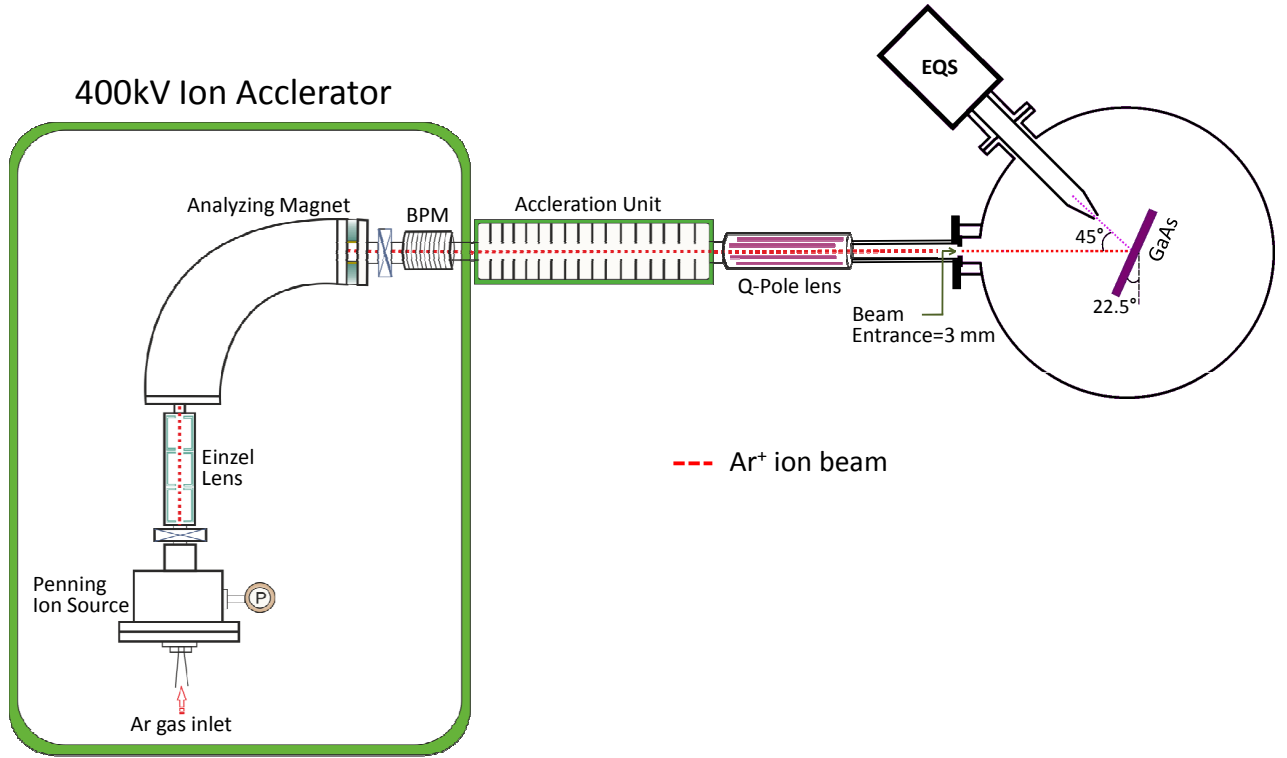 400kV Ion Acclerator
EQS
Analyzing Magnet
BPM
Accleration Unit
Q-Pole lens
Beam
Entrance=3 mm
45°
GaAs
22.5°
Einzel
Lens
Ar⁺ ion beam
Penning
Ion Source
P
Ar gas inlet